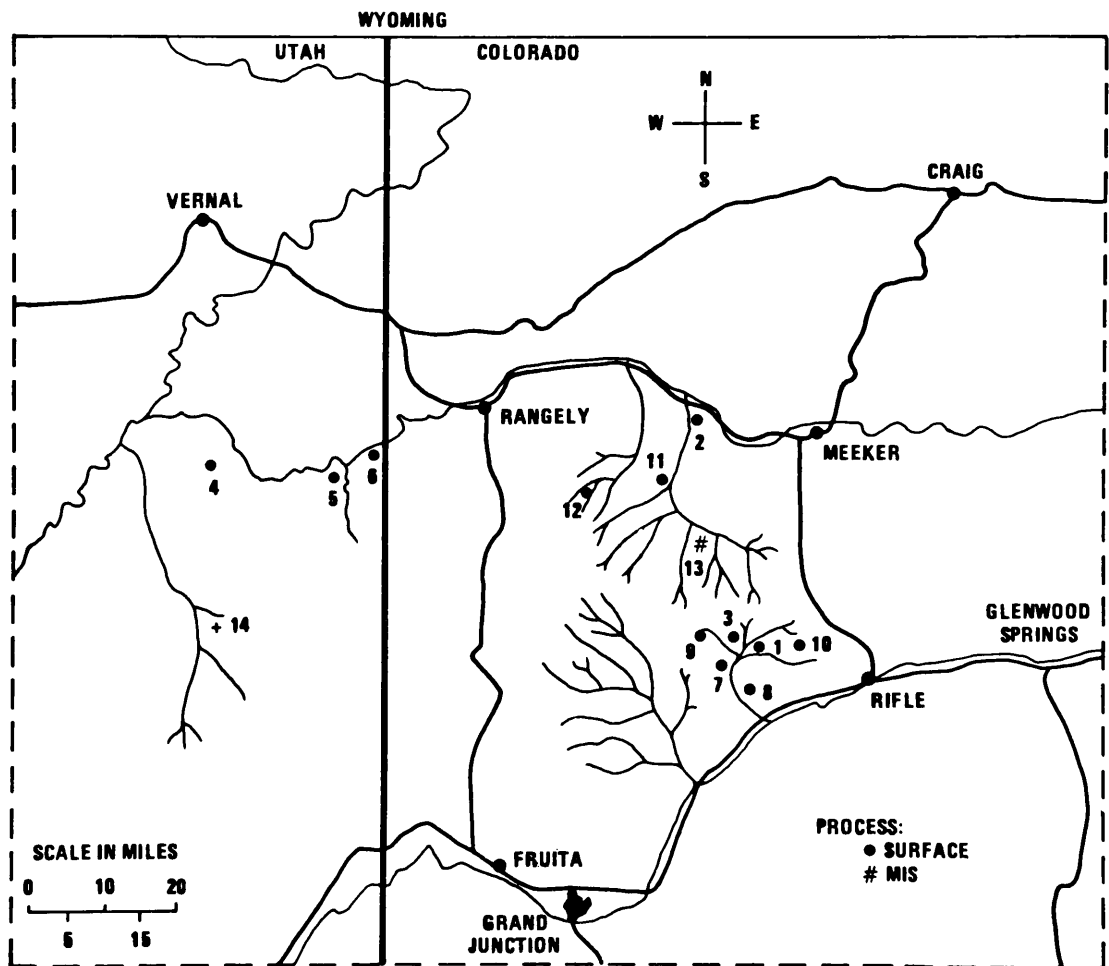 WYOMING
UTAH
COLORADO
N
W
E
S
CRAIG
VERNAL
RANGELY
2
MEEKER
11
4
5
6
12
#
13
GLENWOOD
SPRINGS
+ 14
3
9
1
10
7
8
RIFLE
PROCESS:
● SURFACE
# MIS
SCALE IN MILES
0 10 20
5 15
FRUITA
GRAND
JUNCTION